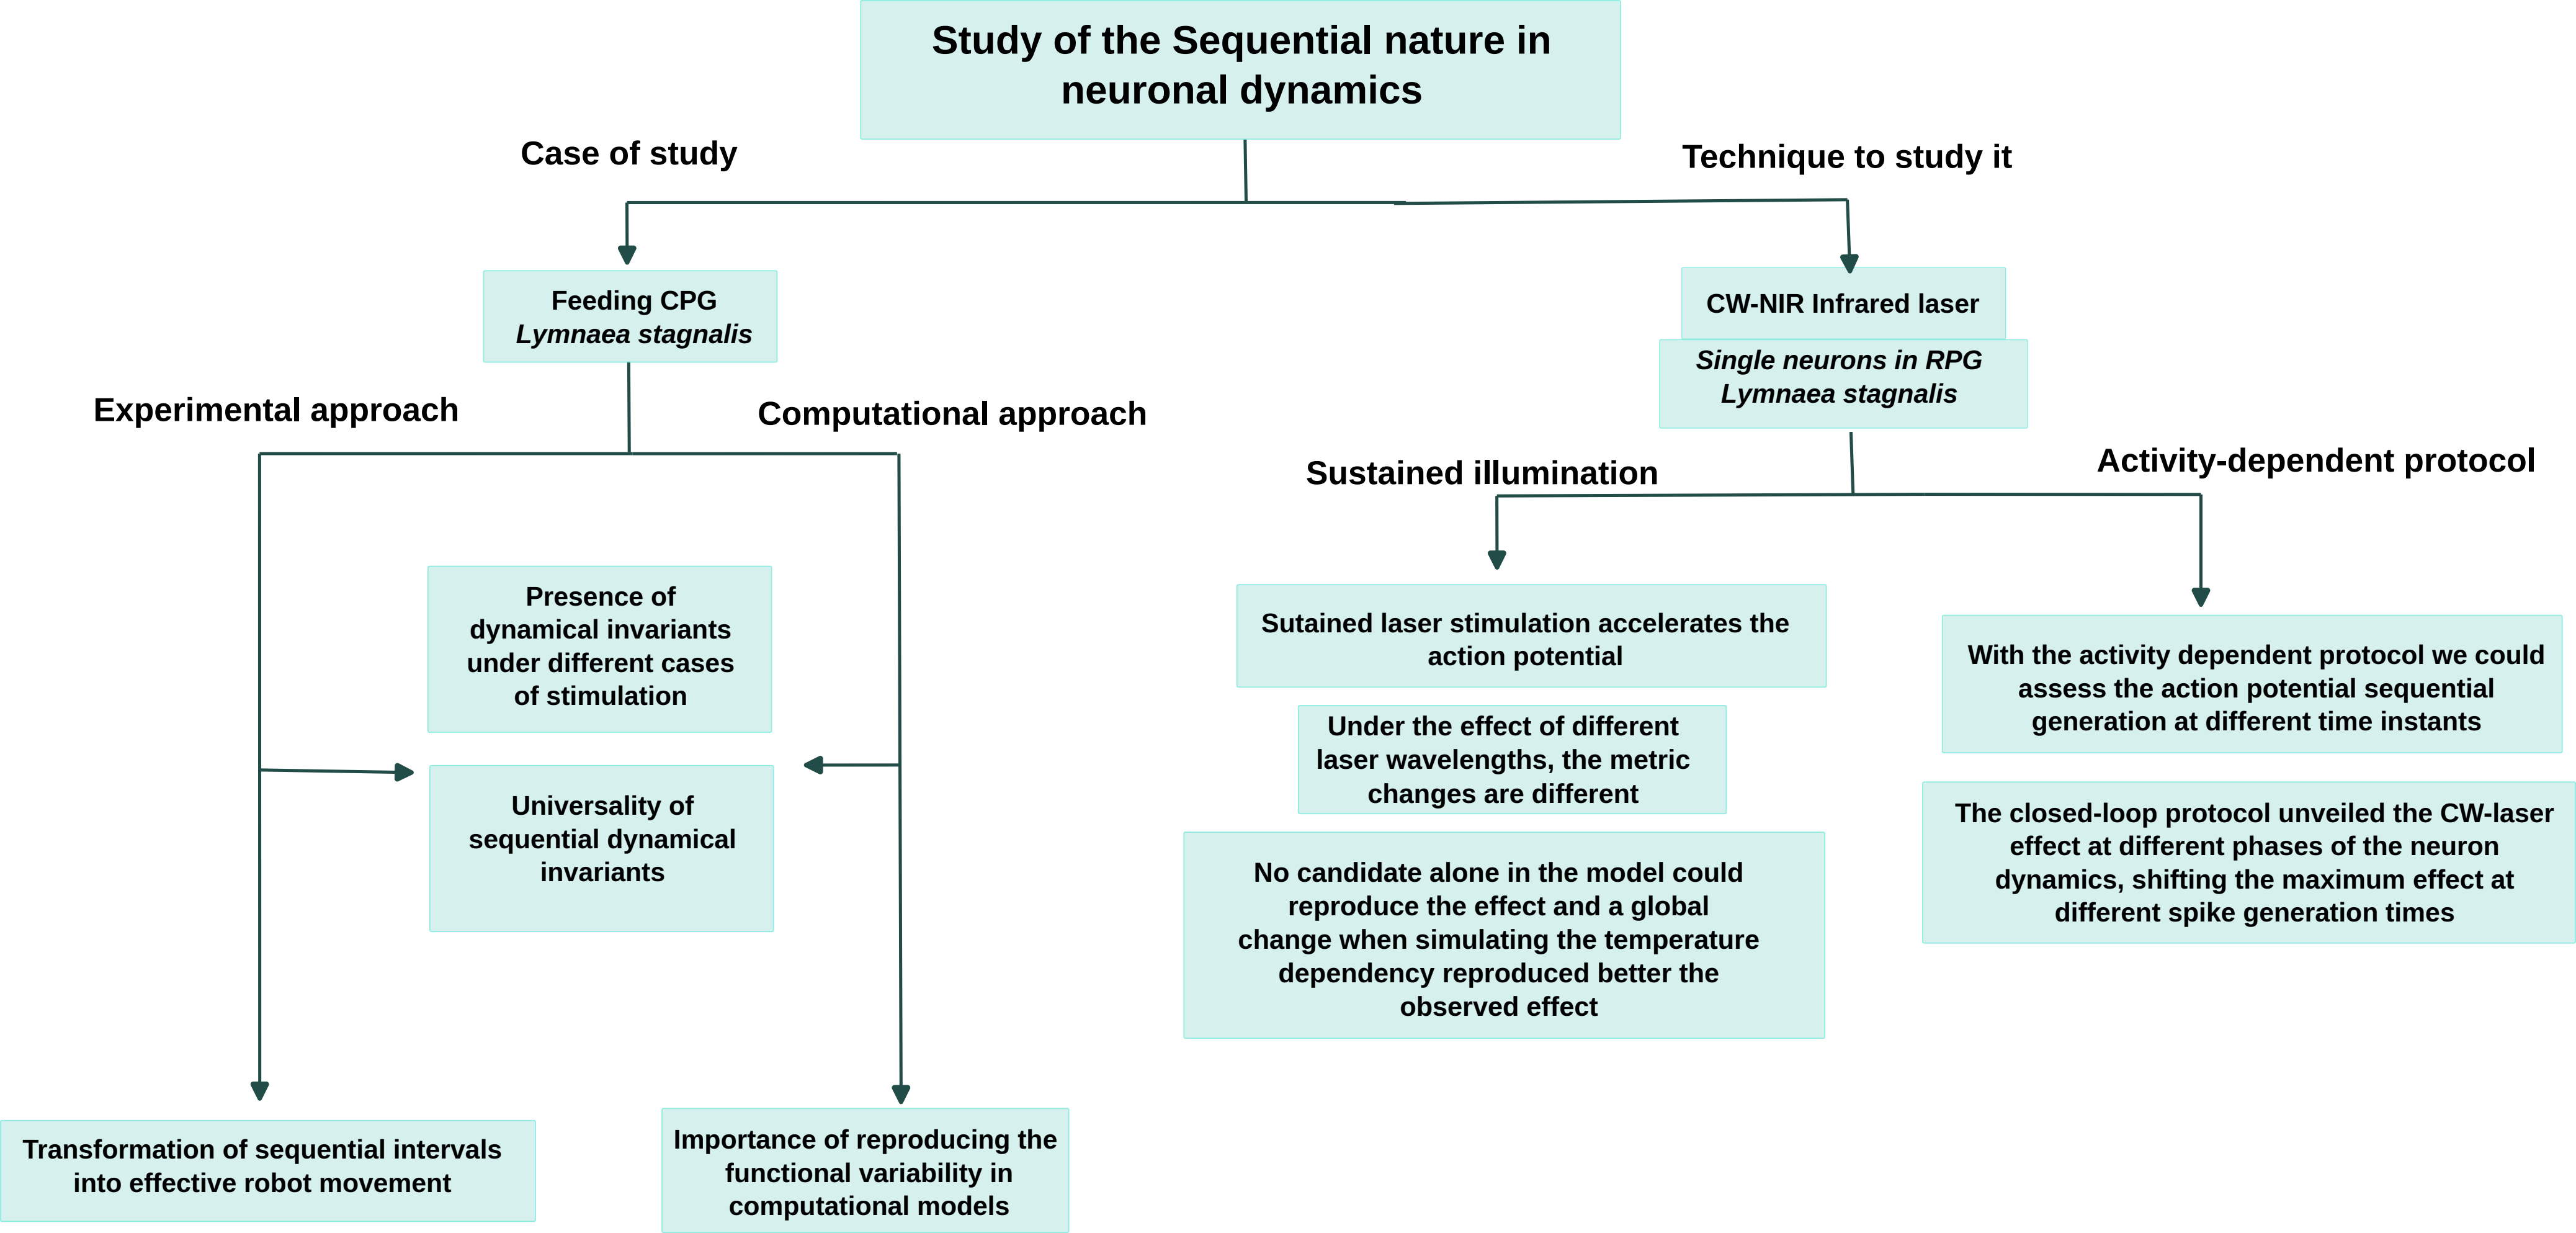 Study of the Sequential nature in
neuronal dynamics
Case of study
Technique to study it
Feeding CPG
Lymnaea stagnalis
CW-NIR Infrared laser
Single neurons in RPG
Lymnaea stagnalis
Experimental approach
Computational approach
Sustained illumination
Activity-dependent protocol
Presence of
dynamical invariants
under different cases
of stimulation
Universality of
sequential dynamical
invariants
Transformation of sequential intervals
into effective robot movement
Importance of reproducing the
functional variability in
computational models
Sutained laser stimulation accelerates the
action potential
Under the effect of different
laser wavelengths, the metric
changes are different
No candidate alone in the model could
reproduce the effect and a global
change when simulating the temperature
dependency reproduced better the
observed effect
With the activity dependent protocol we could
assess the action potential sequential
generation at different time instants
The closed-loop protocol unveiled the CW-laser
effect at different phases of the neuron
dynamics, shifting the maximum effect at
different spike generation times